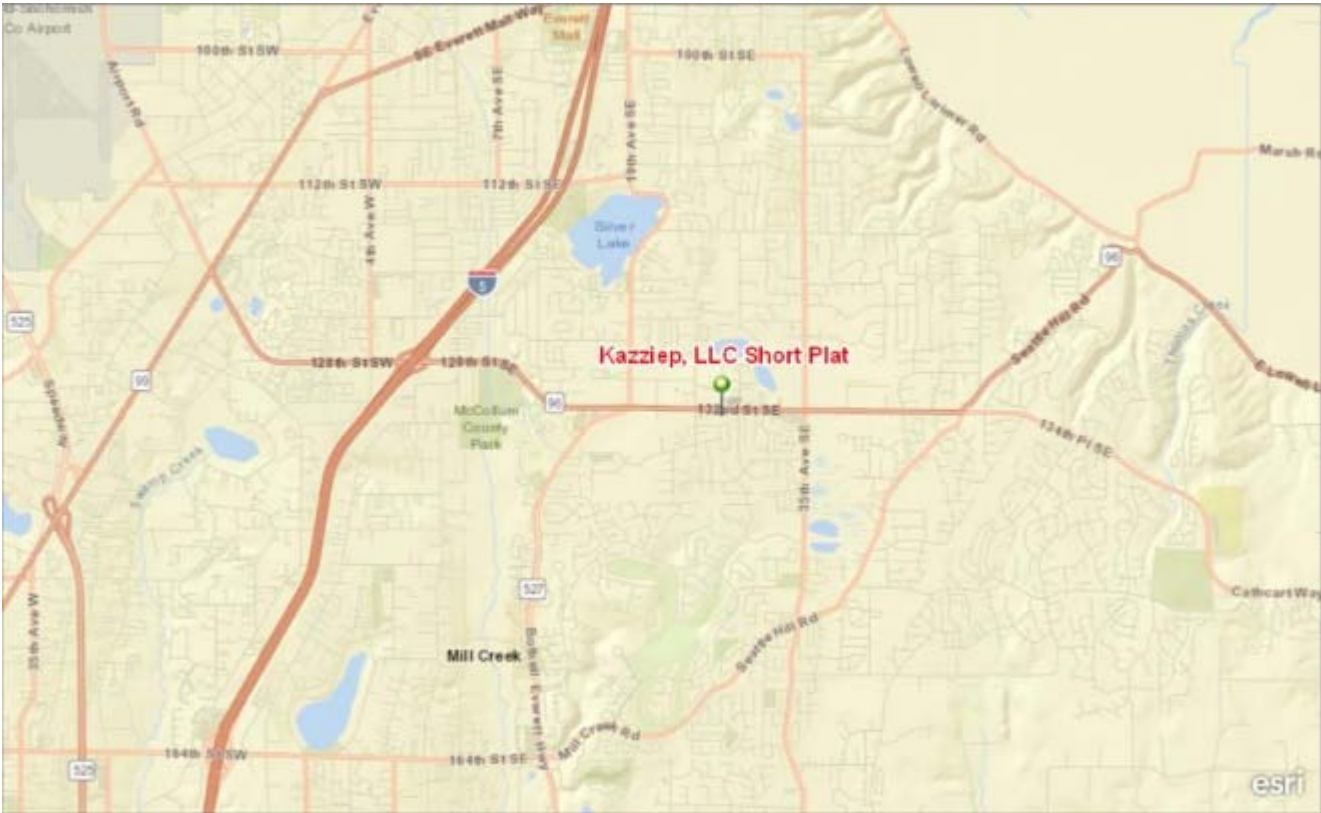 Co Airport
Everett
Mall
SE Everett Mall Way
100th St SW
100th St SE
Airport Rd
7th Ave SE
19th Ave SE
Lowell Larimer Rd
112th St SW
112th St SE
4th Ave W
Silver
Lake
96
5
525
Seattle Hill Rd
Thomas Creek
Kazziep, LLC Short Plat
128th St SW
128th St SE
99
96
132nd St SE
McCollum
County
Park
134th Pl SE
35th Ave SE
Swamp Creek
527
Cathcart Way
35th Ave W
Bothell Everett Hwy
Mill Creek
Seattle Hill Rd
Mill Creek Rd
164th St SW
164th St SE
525
esri